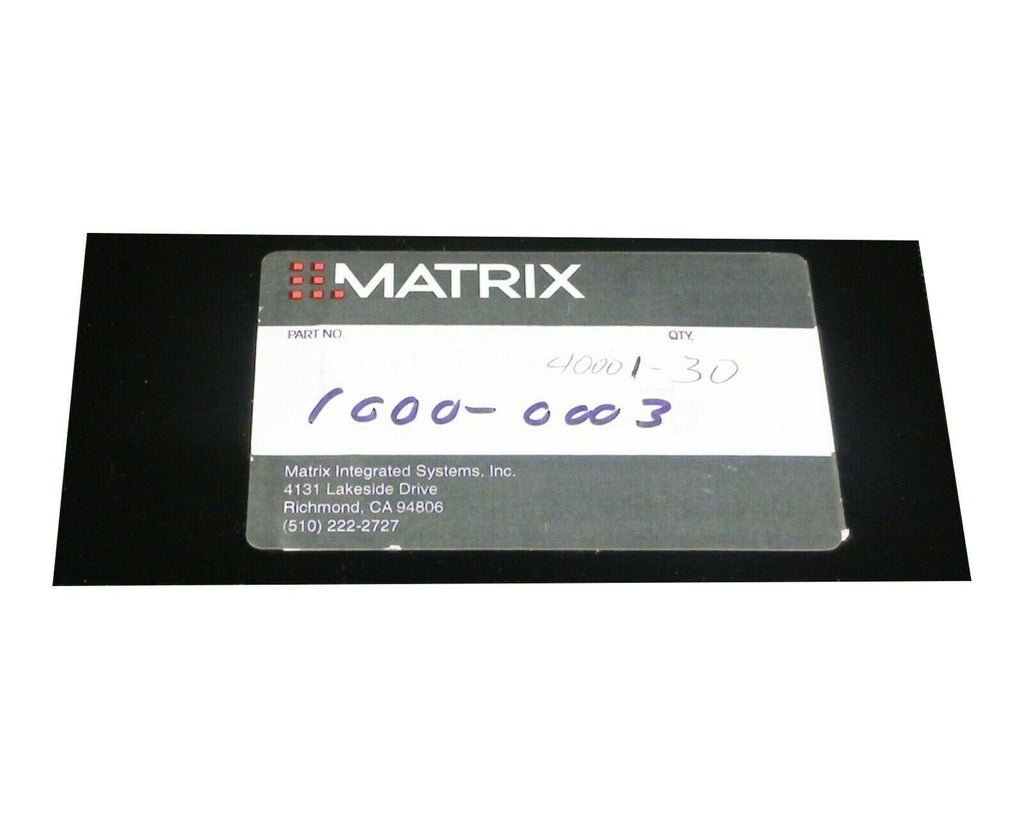 MATRIX
PART NO. QTY.
40001-30
1000-0003
Matrix Integrated Systems, Inc.
4131 Lakeside Drive
Richmond, CA 94806
(510) 222-2727